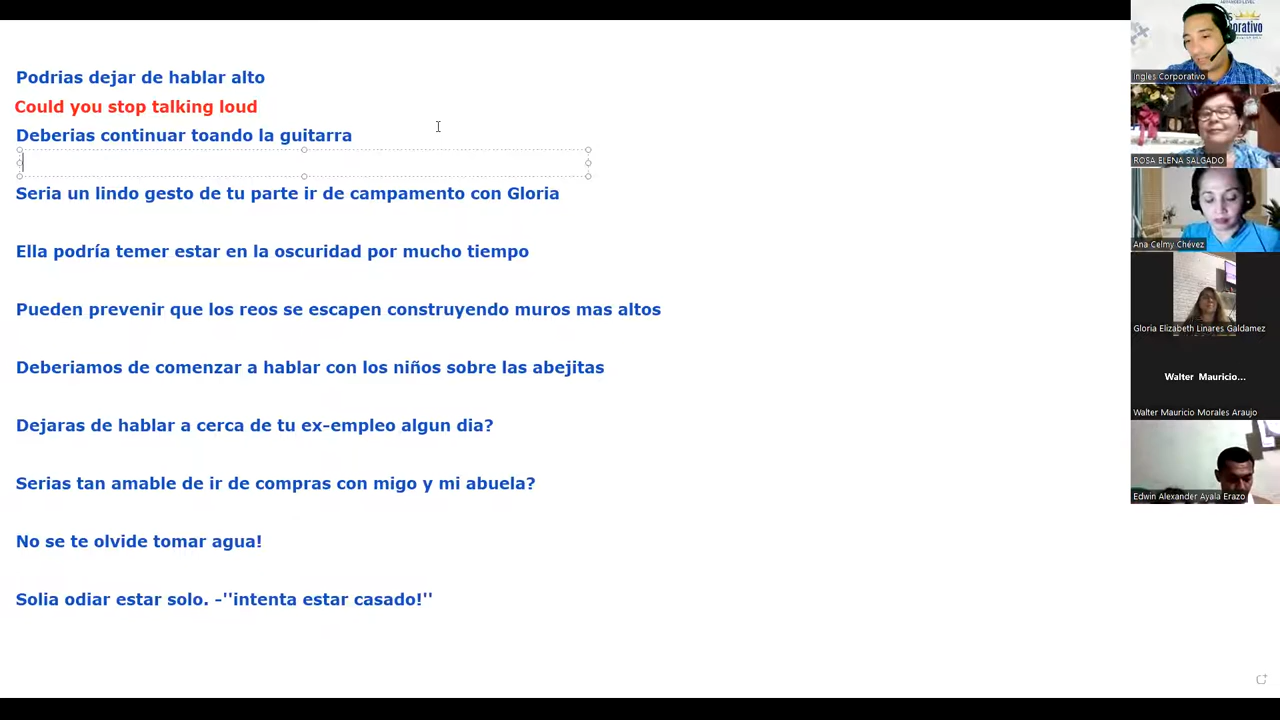 Podrias dejar de hablar alto
Could you stop talking loud
Deberias continuar toando la guitarra
Seria un lindo gesto de tu parte ir de campamento con Gloria
Ella podría temer estar en la oscuridad por mucho tiempo
Pueden prevenir que los reos se escapen construyendo muros mas altos
Deberiamos de comenzar a hablar con los niños sobre las abejitas
Dejaras de hablar a cerca de tu ex-empleo algun dia?
Serias tan amable de ir de compras con migo y mi abuela?
No se te olvide tomar agua!
Solia odiar estar solo. -''intenta estar casado!''
ADVANCED LEVEL
Ingles Corporativo
ROSA ELENA SALGADO
Ana Celmy Chévez
Gloria Elizabeth Linares Galdamez
Walter Mauricio...
Walter Mauricio Morales Araujo
Edwin Alexander Ayala Erazo